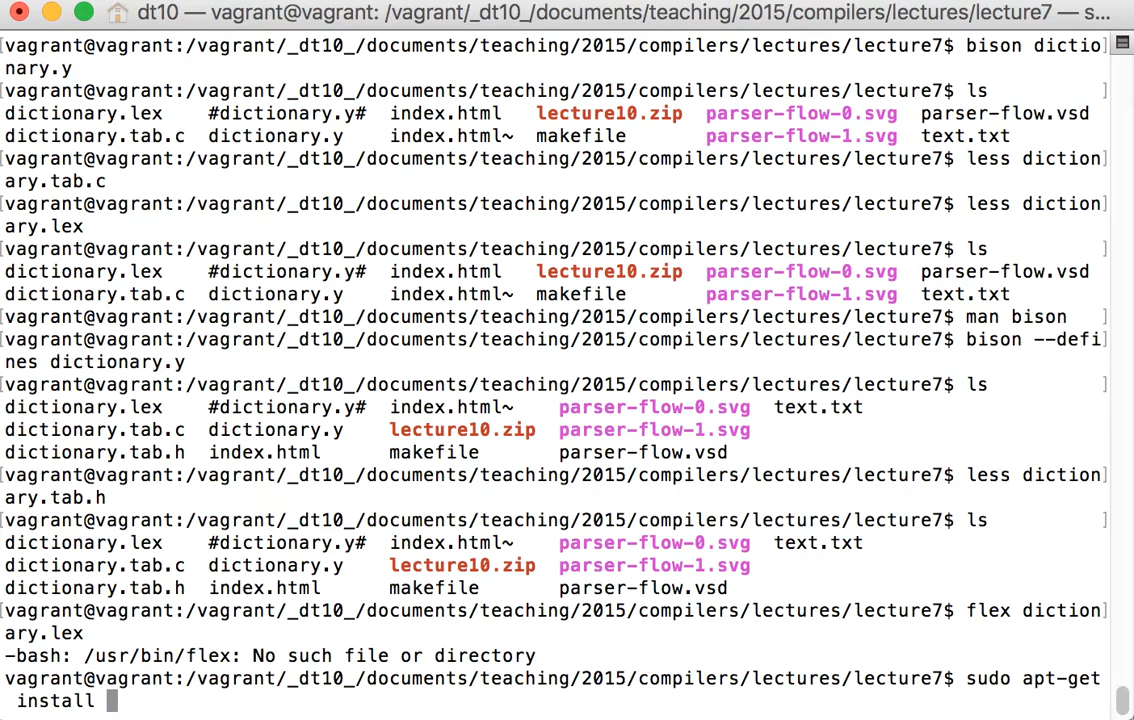 dt10 — vagrant@vagrant: /vagrant/_dt10_/documents/teaching/2015/compilers/lectures/lecture7 — s...
[vagrant@vagrant:/vagrant/_dt10_/documents/teaching/2015/compilers/lectures/lecture7$ bison dictio]
nary.y
[vagrant@vagrant:/vagrant/_dt10_/documents/teaching/2015/compilers/lectures/lecture7$ ls ]
dictionary.lex #dictionary.y# index.html lecture10.zip parser-flow-0.svg parser-flow.vsd
dictionary.tab.c dictionary.y index.html~ makefile parser-flow-1.svg text.txt
[vagrant@vagrant:/vagrant/_dt10_/documents/teaching/2015/compilers/lectures/lecture7$ less diction]
ary.tab.c
[vagrant@vagrant:/vagrant/_dt10_/documents/teaching/2015/compilers/lectures/lecture7$ less diction]
ary.lex
[vagrant@vagrant:/vagrant/_dt10_/documents/teaching/2015/compilers/lectures/lecture7$ ls ]
dictionary.lex #dictionary.y# index.html lecture10.zip parser-flow-0.svg parser-flow.vsd
dictionary.tab.c dictionary.y index.html~ makefile parser-flow-1.svg text.txt
[vagrant@vagrant:/vagrant/_dt10_/documents/teaching/2015/compilers/lectures/lecture7$ man bison ]
[vagrant@vagrant:/vagrant/_dt10_/documents/teaching/2015/compilers/lectures/lecture7$ bison --defi]
nes dictionary.y
[vagrant@vagrant:/vagrant/_dt10_/documents/teaching/2015/compilers/lectures/lecture7$ ls ]
dictionary.lex #dictionary.y# index.html~ parser-flow-0.svg text.txt
dictionary.tab.c dictionary.y lecture10.zip parser-flow-1.svg
dictionary.tab.h index.html makefile parser-flow.vsd
[vagrant@vagrant:/vagrant/_dt10_/documents/teaching/2015/compilers/lectures/lecture7$ less diction]
ary.tab.h
[vagrant@vagrant:/vagrant/_dt10_/documents/teaching/2015/compilers/lectures/lecture7$ ls ]
dictionary.lex #dictionary.y# index.html~ parser-flow-0.svg text.txt
dictionary.tab.c dictionary.y lecture10.zip parser-flow-1.svg
dictionary.tab.h index.html makefile parser-flow.vsd
[vagrant@vagrant:/vagrant/_dt10_/documents/teaching/2015/compilers/lectures/lecture7$ flex diction]
ary.lex
-bash: /usr/bin/flex: No such file or directory
vagrant@vagrant:/vagrant/_dt10_/documents/teaching/2015/compilers/lectures/lecture7$ sudo apt-get
install